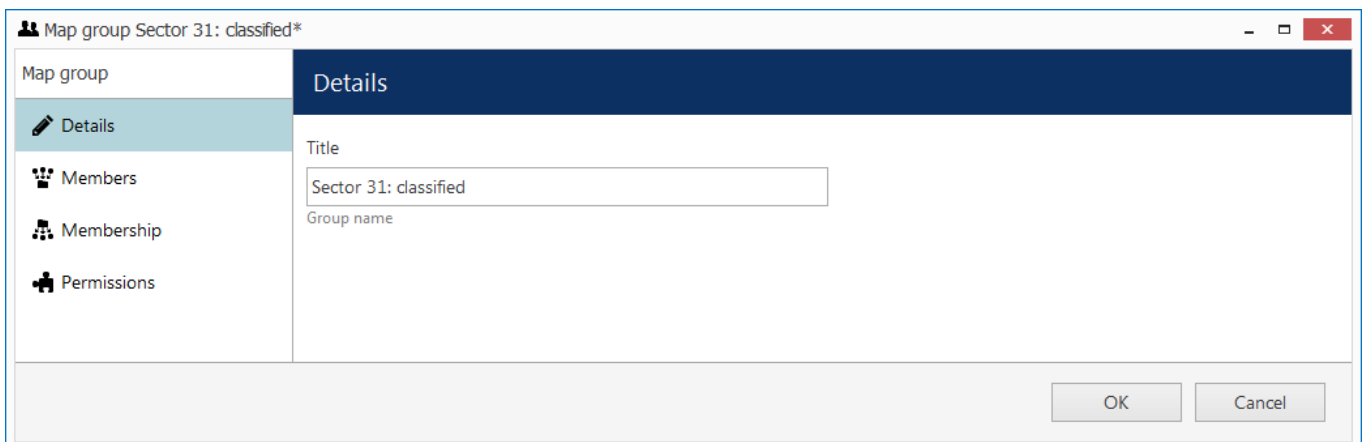 Map group Sector 31: classified*
Map group
Details
Members
Membership
Permissions
Details
Title
Sector 31: classified
Group name
OK
Cancel